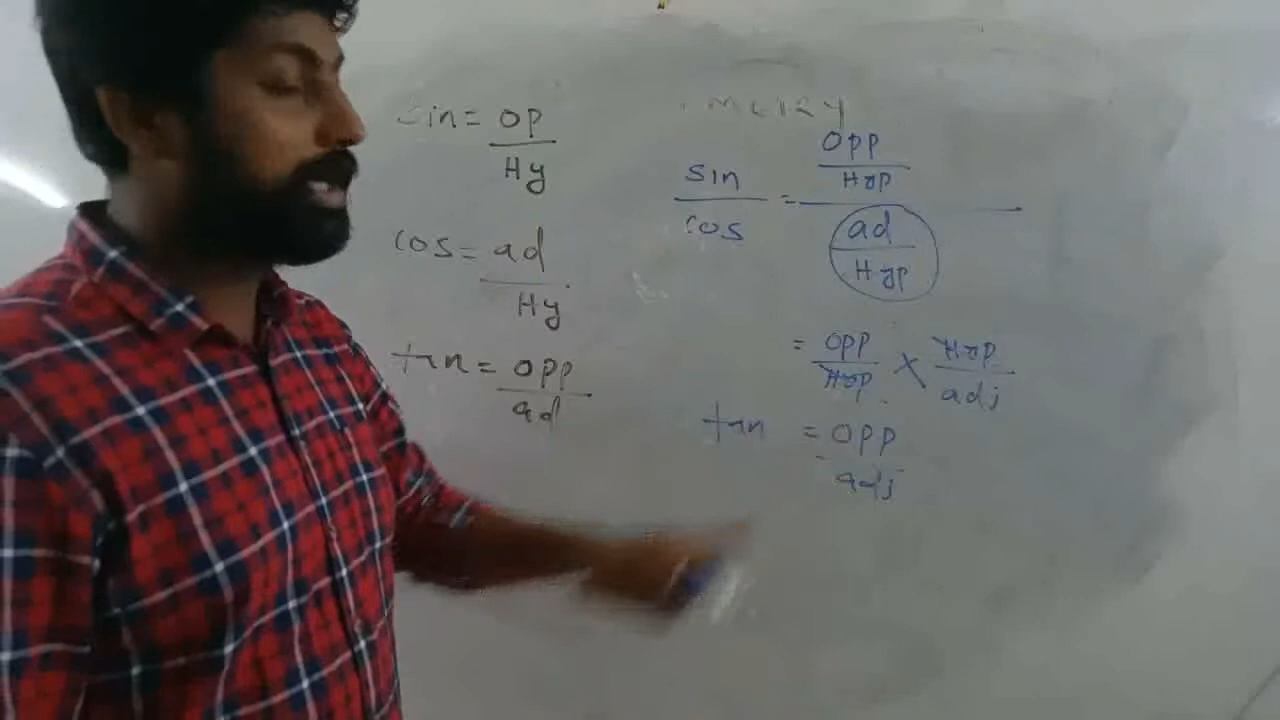 sin = op
Hy
cos = ad
Hy
tan = opp
ad
METRY
sin = opp
Hyp
cos ad
Hyp
= opp × Hyp
Hyp adj
tan = opp
adj